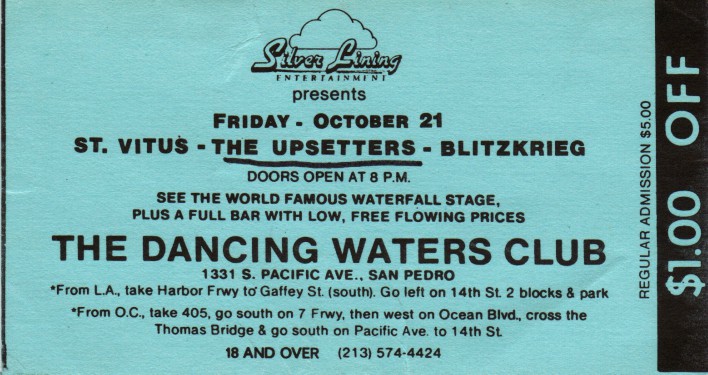 Silver Lining
ENTERTAINMENT
presents
FRIDAY - OCTOBER 21
ST. VITUS - THE UPSETTERS - BLITZKRIEG
DOORS OPEN AT 8 P.M.
SEE THE WORLD FAMOUS WATERFALL STAGE,
PLUS A FULL BAR WITH LOW, FREE FLOWING PRICES
THE DANCING WATERS CLUB
1331 S. PACIFIC AVE., SAN PEDRO
*From L.A., take Harbor Frwy to Gaffey St. (south). Go left on 14th St. 2 blocks & park
*From O.C., take 405, go south on 7 Frwy, then west on Ocean Blvd., cross the
Thomas Bridge & go south on Pacific Ave. to 14th St.
18 AND OVER (213) 574-4424
REGULAR ADMISSION $5.00
$1.00 OFF